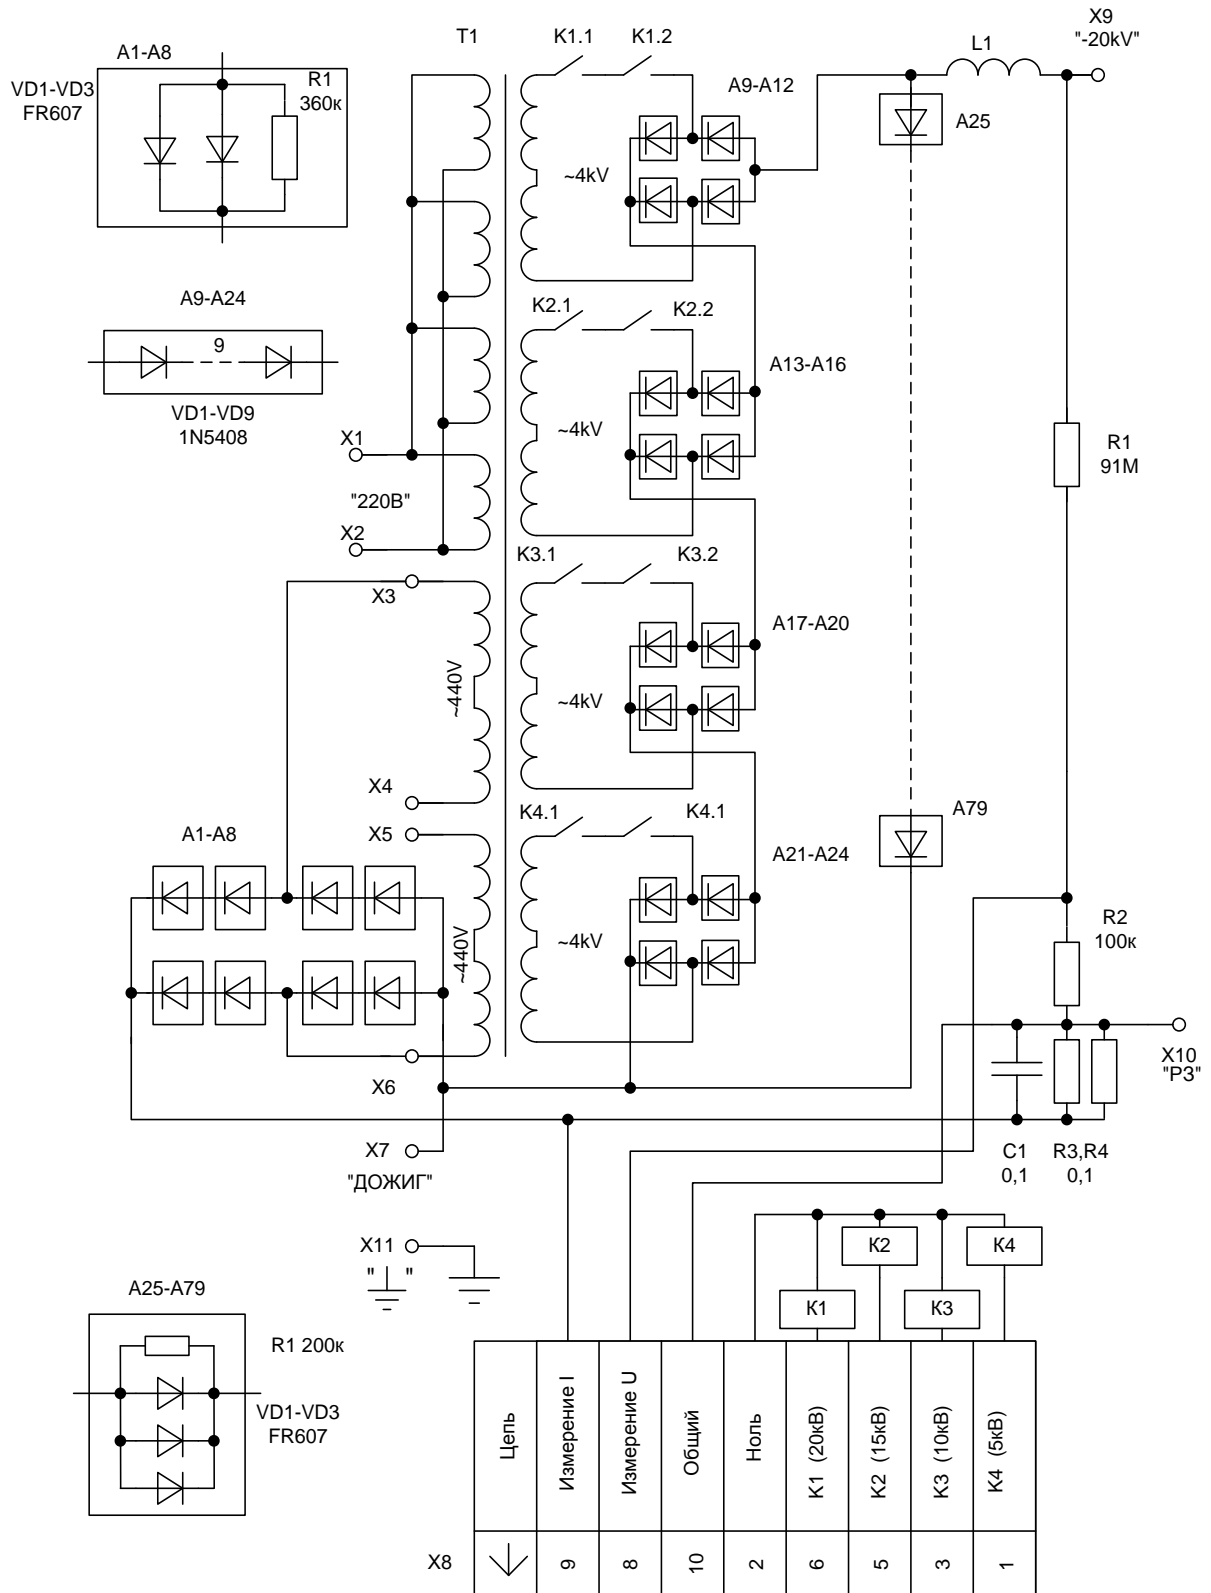 T1
K1.1
K1.2
X9
"-20kV"
L1
A1-A8
VD1-VD3
FR607
R1
360к
A9-A12
A25
~4kV
A9-A24
9
VD1-VD9
1N5408
K2.1
K2.2
A13-A16
~4kV
X1
"220В"
X2
R1
91М
K3.1
K3.2
X3
A17-A20
~440V
~4kV
X4
K4.1
K4.1
A79
A1-A8
X5
A21-A24
~440V
~4kV
R2
100к
X6
X10
"РЗ"
X7
"ДОЖИГ"
C1
0,1
R3,R4
0,1
X11
" "
K2
K4
K1
K3
A25-A79
R1 200к
VD1-VD3
FR607
Цепь
Измерение I
Измерение U
Общий
Ноль
K1 (20кВ)
K2 (15кВ)
K3 (10кВ)
K4 (5кВ)
X8
9
8
10
2
6
5
3
1